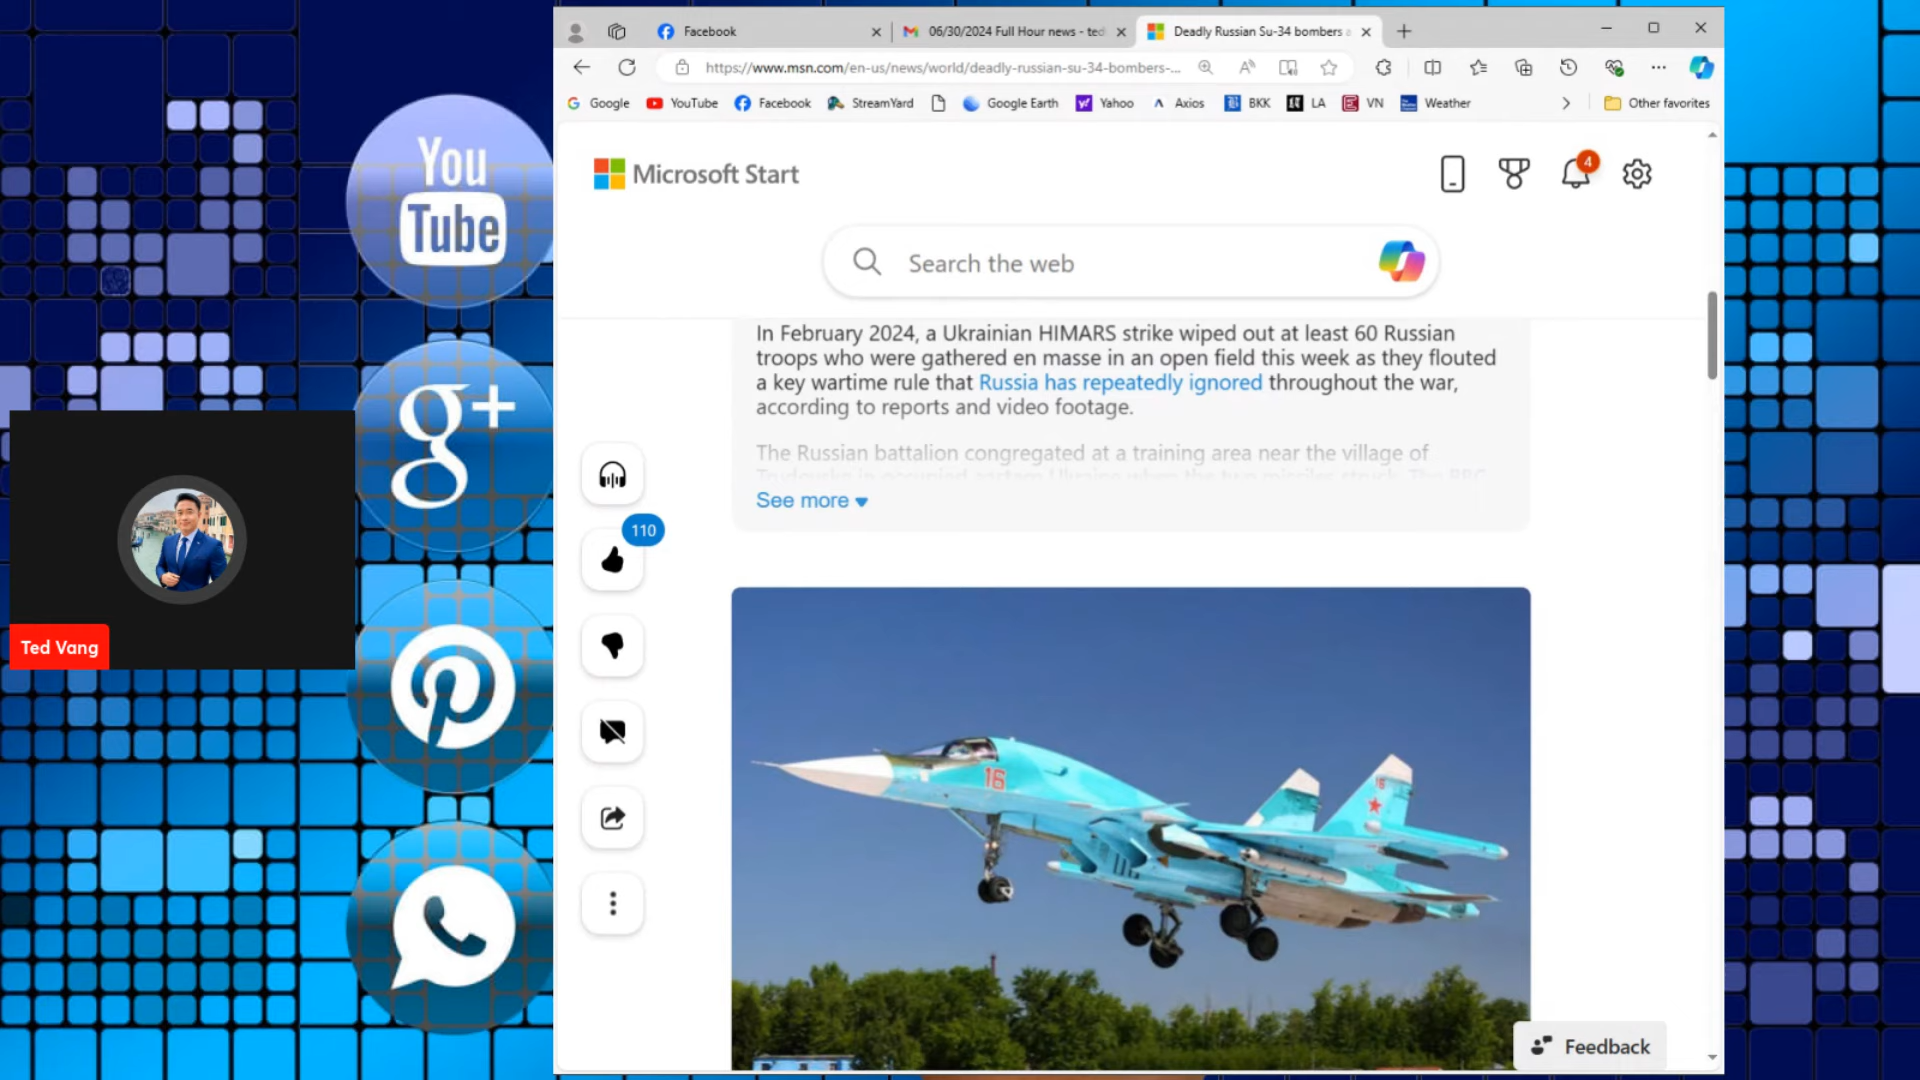 You
Tube
g+
Ted Vang
Facebook
06/30/2024 Full Hour news - ted
Deadly Russian Su-34 bombers a
https://www.msn.com/en-us/news/world/deadly-russian-su-34-bombers-...
Google
YouTube
Facebook
StreamYard
Google Earth
Yahoo
Axios
BKK
LA
VN
Weather
Other favorites
Microsoft Start
4
Search the web
In February 2024, a Ukrainian HIMARS strike wiped out at least 60 Russian
troops who were gathered en masse in an open field this week as they flouted
a key wartime rule that Russia has repeatedly ignored throughout the war,
according to reports and video footage.
The Russian battalion congregated at a training area near the village of
See more
110
16
16
Feedback